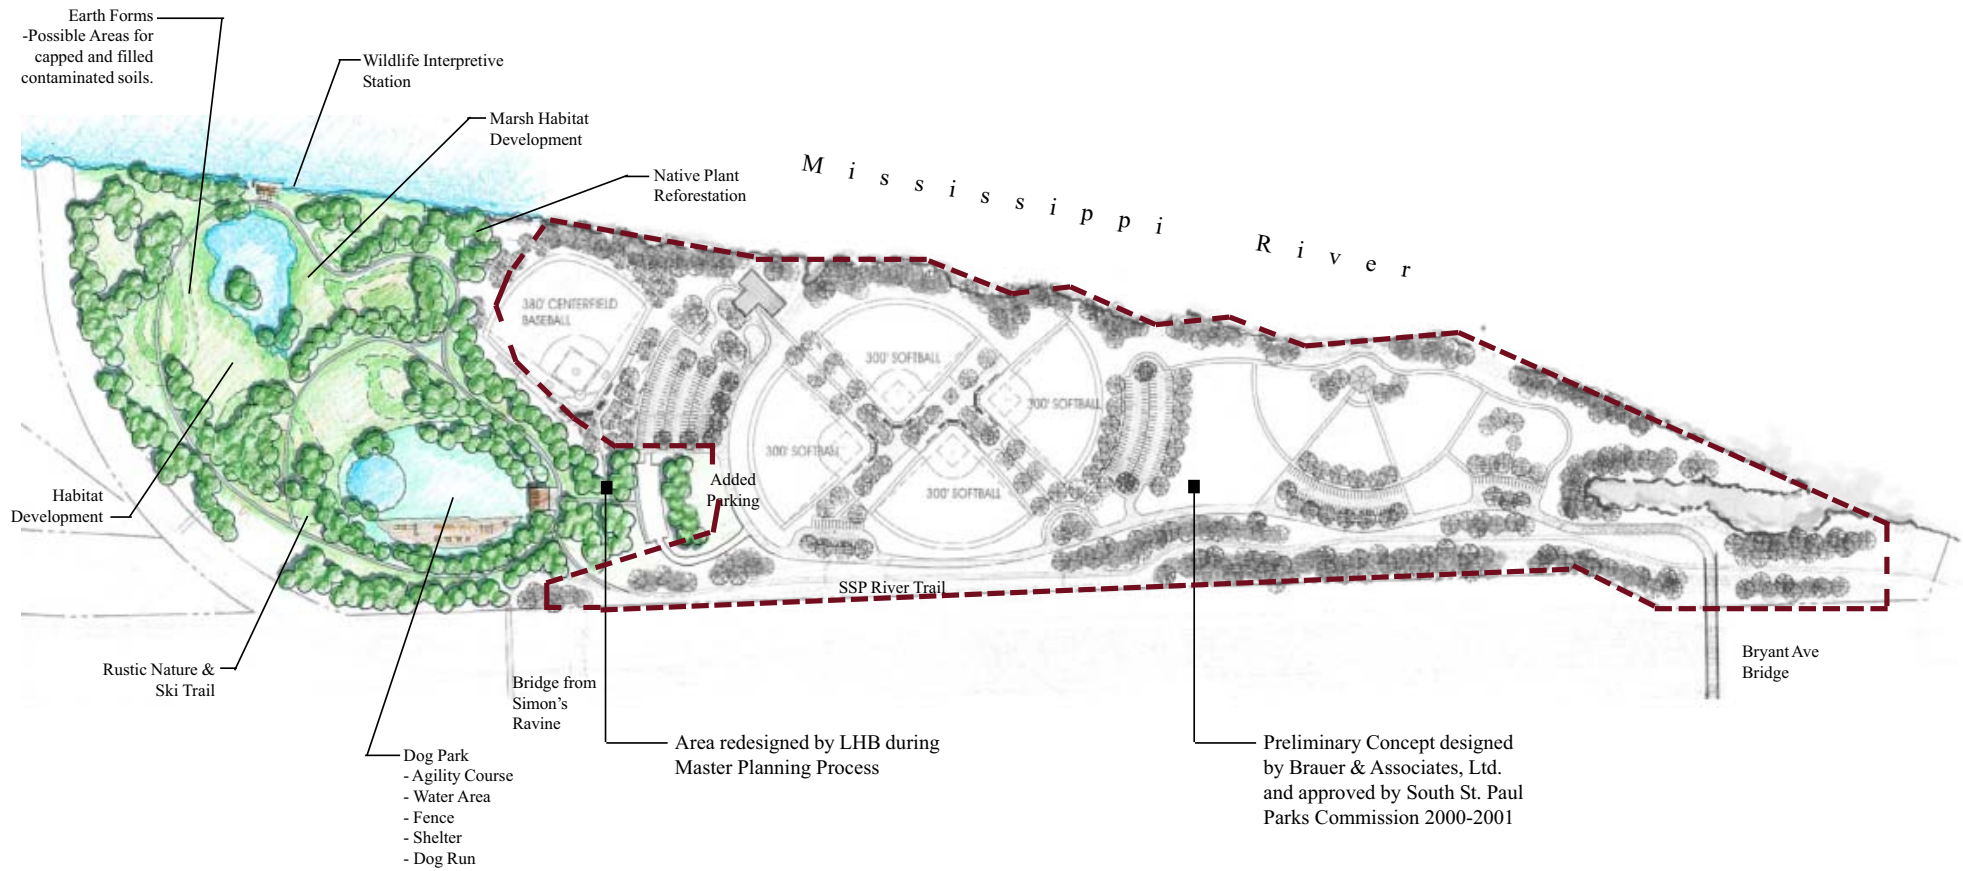 Earth Forms
-Possible Areas for
capped and filled
contaminated soils.
Wildlife Interpretive
Station
Marsh Habitat
Development
Native Plant
Reforestation
Mississippi River
380' CENTERFIELD
BASEBALL
300' SOFTBALL
300' SOFTBALL
300' SOFTBALL
300' SOFTBALL
Added
Parking
Habitat
Development
SSP River Trail
Rustic Nature &
Ski Trail
Bridge from
Simon's
Ravine
Bryant Ave
Bridge
Area redesigned by LHB during
Master Planning Process
Preliminary Concept designed
by Brauer & Associates, Ltd.
and approved by South St. Paul
Parks Commission 2000-2001
Dog Park
- Agility Course
- Water Area
- Fence
- Shelter
- Dog Run